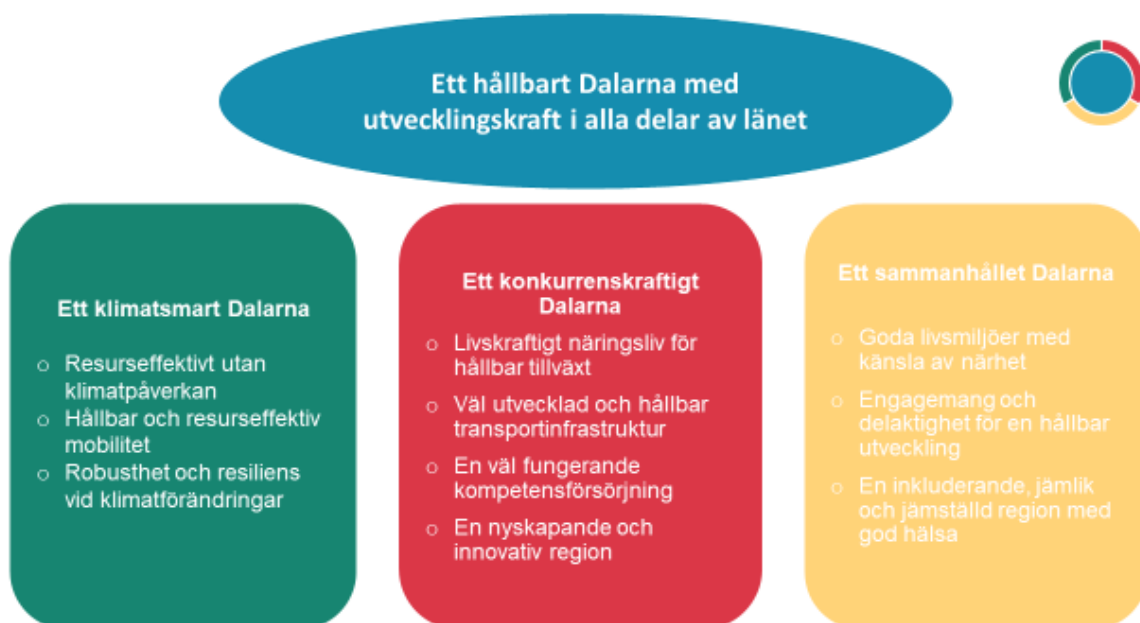 Ett hållbart Dalarna med
utvecklingskraft i alla delar av länet
Ett klimatsmart Dalarna
o Resurseffektivt utan
klimatpåverkan
o Hållbar och resurseffektiv
mobilitet
o Robusthet och resiliens
vid klimatförändringar
Ett konkurrenskraftigt
Dalarna
o Livskraftigt näringsliv för
hållbar tillväxt
o Väl utvecklad och hållbar
transportinfrastruktur
o En väl fungerande
kompetensförsörjning
o En nyskapande och
innovativ region
Ett sammanhållet Dalarna
o Goda livsmiljöer med
känsla av närhet
o Engagemang och
delaktighet för en hållbar
utveckling
o En inkluderande, jämlik
och jämställd region med
god hälsa